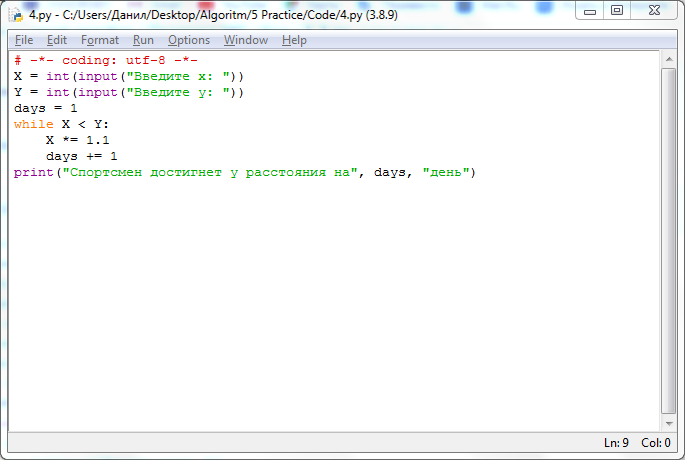 4.py - C:/Users/Данил/Desktop/Algoritm/5 Practice/Code/4.py (3.8.9)
File Edit Format Run Options Window Help
# -*- coding: utf-8 -*-
X = int(input("Введите x: "))
Y = int(input("Введите y: "))
days = 1
while X < Y:
    X *= 1.1
    days += 1
print("Спортсмен достигнет y расстояния на", days, "день")
Ln: 9 Col: 0